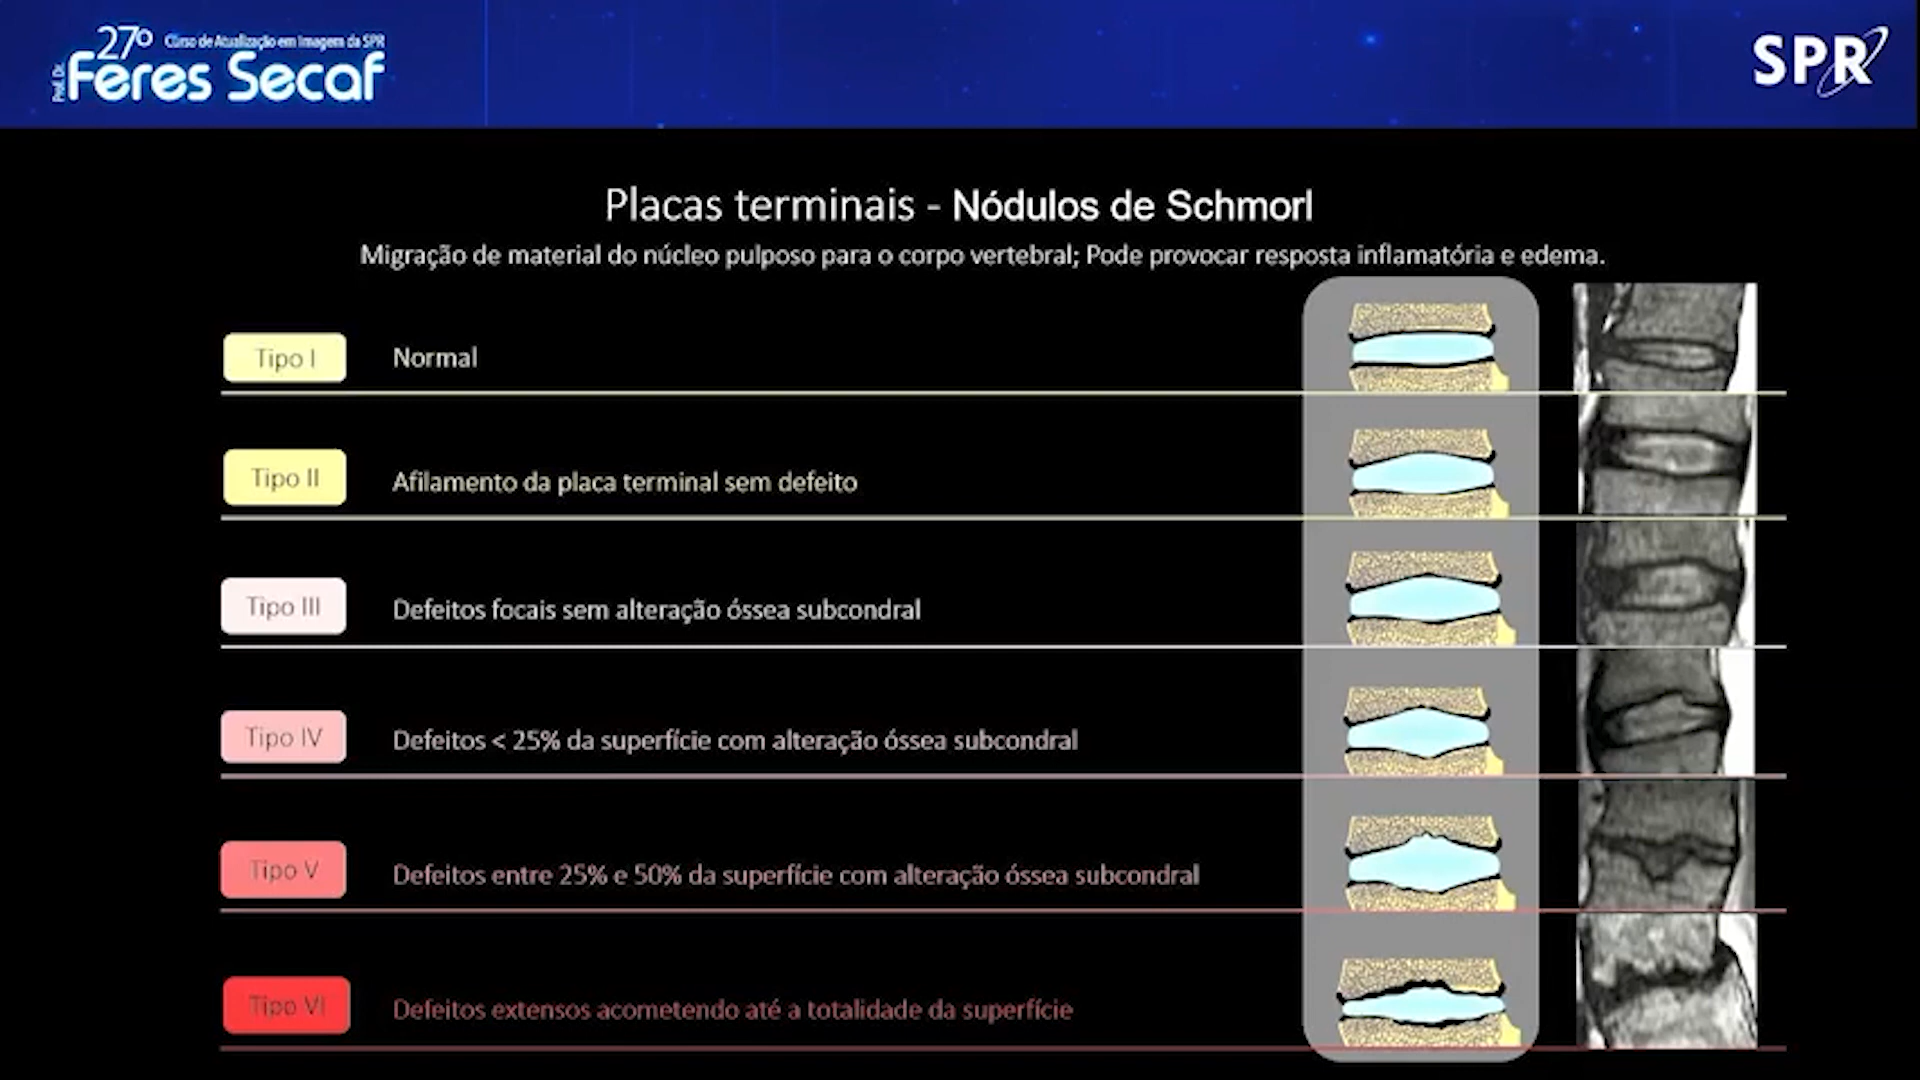 27º Curso de Atualização em Imagem da SPR
Prof. Dr. Feres Secaf
SPR
Placas terminais - Nódulos de Schmorl
Migração de material do núcleo pulposo para o corpo vertebral; Pode provocar resposta inflamatória e edema.
Tipo I Normal
Tipo II Afilamento da placa terminal sem defeito
Tipo III Defeitos focais sem alteração óssea subcondral
Tipo IV Defeitos < 25% da superfície com alteração óssea subcondral
Tipo V Defeitos entre 25% e 50% da superfície com alteração óssea subcondral
Tipo VI Defeitos extensos acometendo até a totalidade da superfície